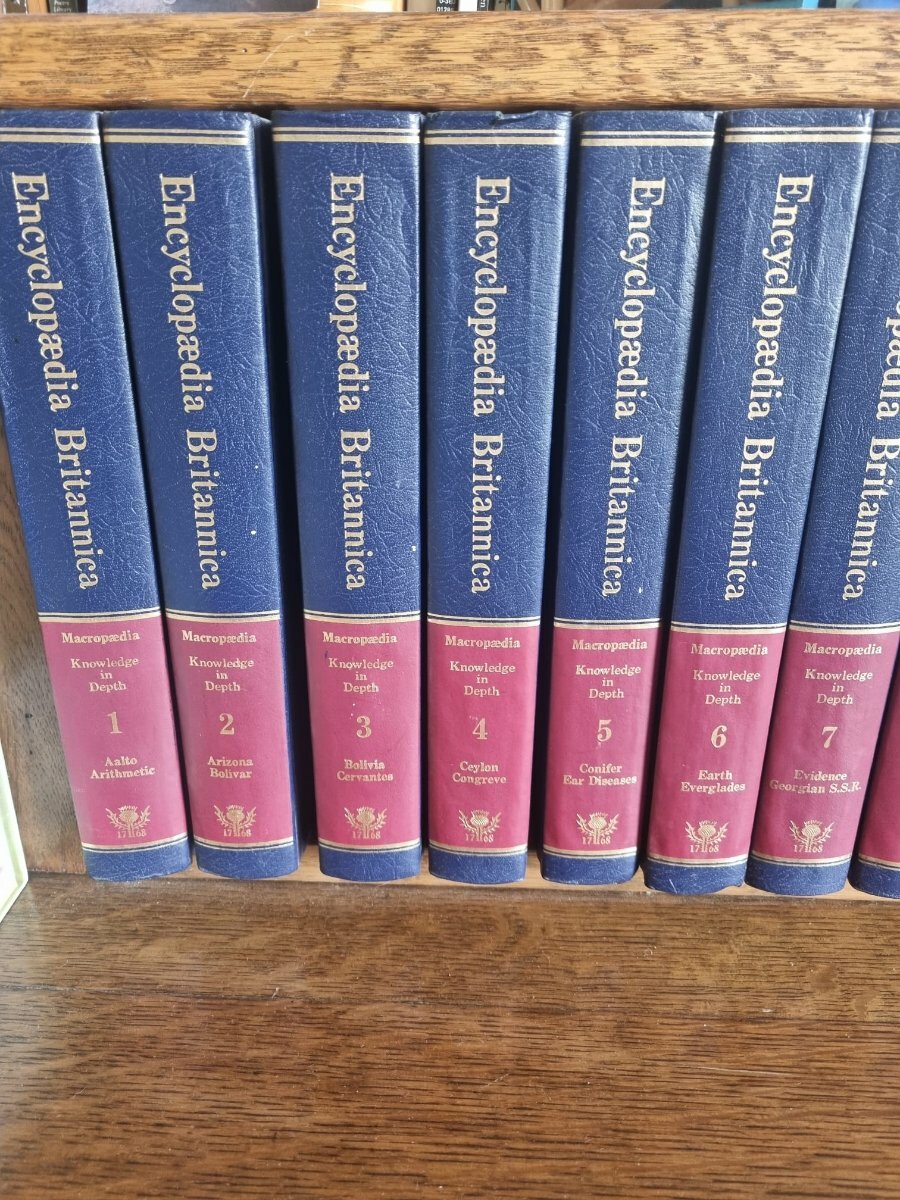 Encyclopædia Britannica
Macropædia
Knowledge
in
Depth
1
Aalto
Arithmetic
1768
Encyclopædia Britannica
Macropædia
Knowledge
in
Depth
2
Arizona
Bolivar
1768
Encyclopædia Britannica
Macropædia
Knowledge
in
Depth
3
Bolivia
Cervantes
1768
Encyclopædia Britannica
Macropædia
Knowledge
in
Depth
4
Ceylon
Congreve
1768
Encyclopædia Britannica
Macropædia
Knowledge
in
Depth
5
Conifer
Ear Diseases
1768
Encyclopædia Britannica
Macropædia
Knowledge
in
Depth
6
Earth
Everglades
1768
Britannica
Macropædia
Knowledge
in
Depth
7
Evidence
Georgian S.S.R.
1768